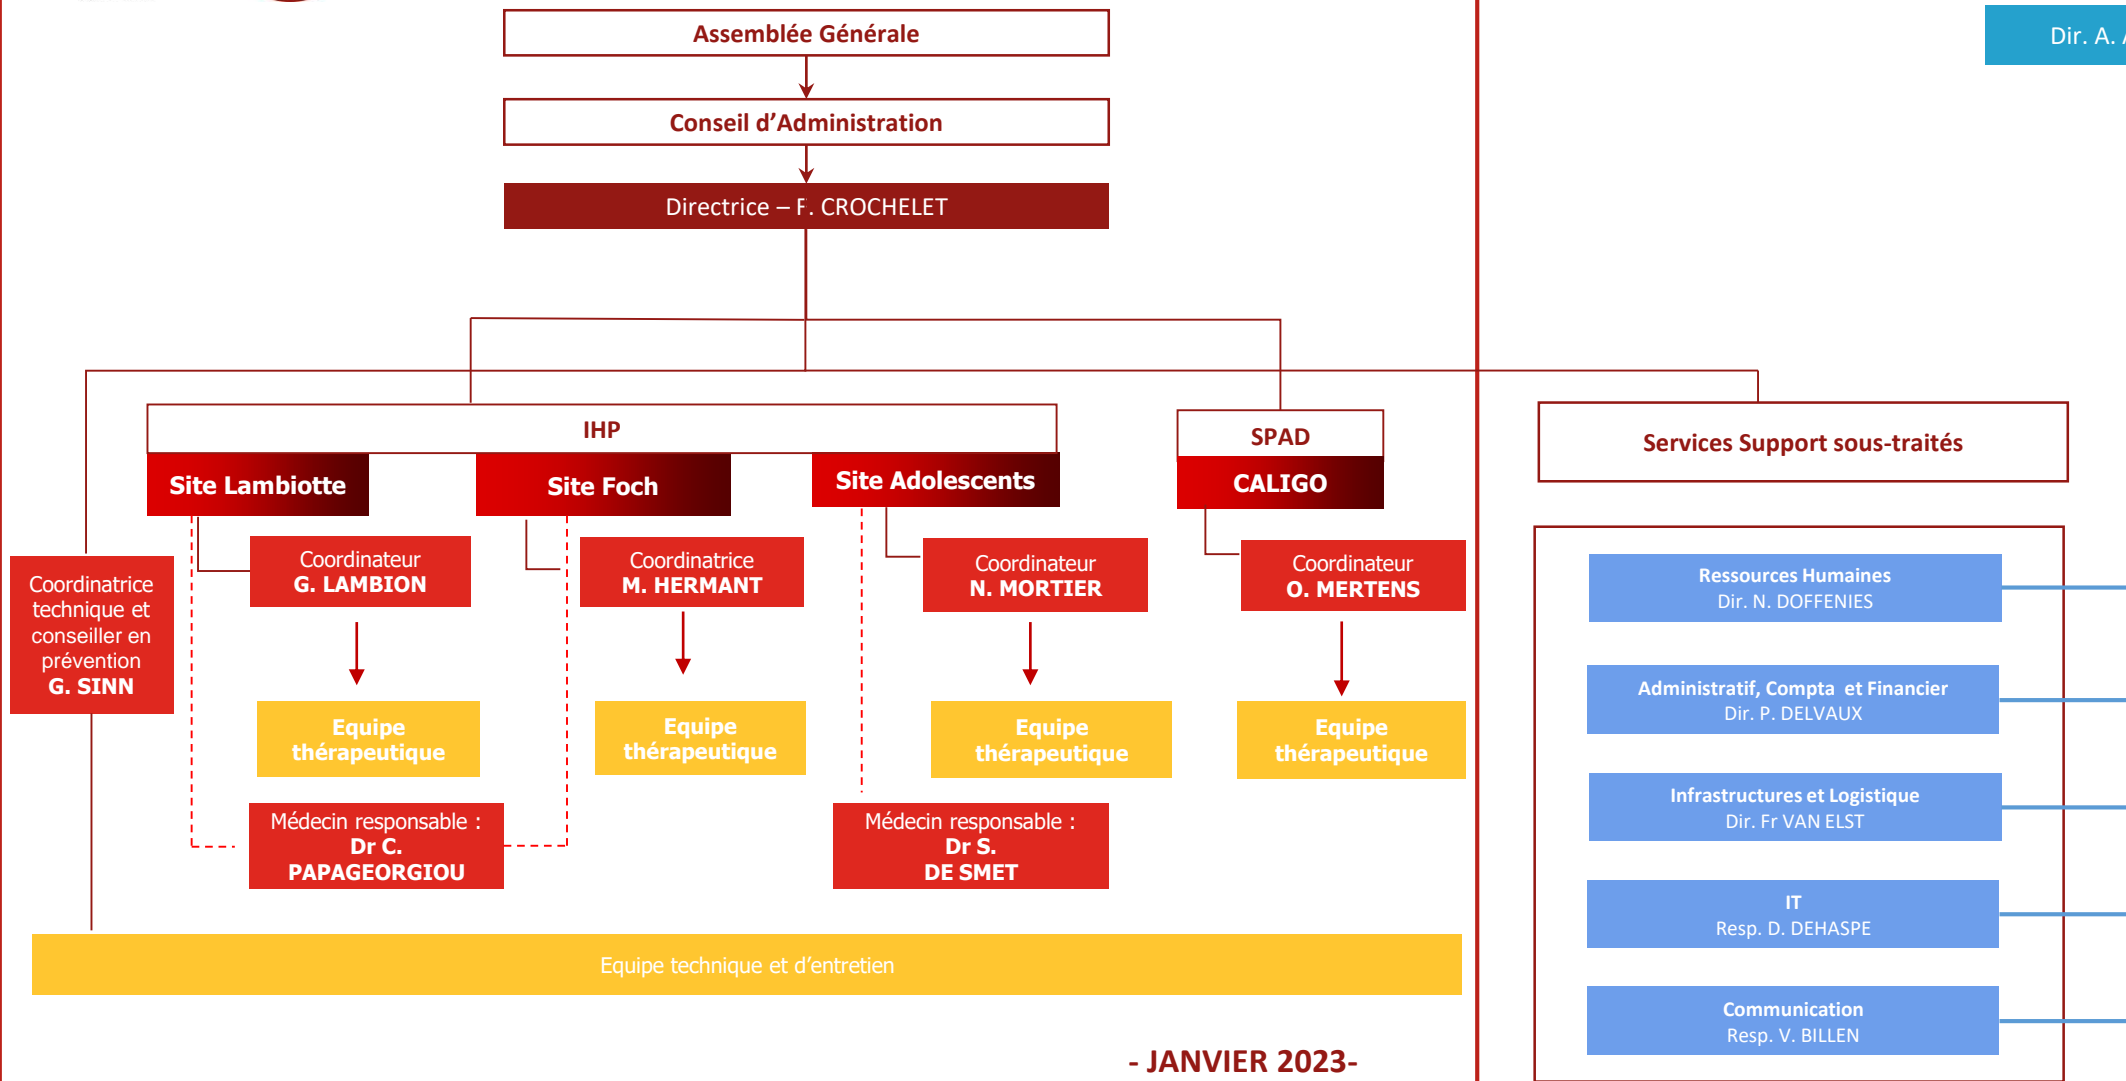 Assemblée Générale
Dir. A.
Conseil d’Administration
Directrice – F. CROCHELET
IHP
SPAD
Services Support sous-traités
Site Lambiotte
Site Foch
Site Adolescents
CALIGO
Coordinatrice
technique et
conseiller en
prévention
G. SINN
Coordinateur
G. LAMBION
Coordinatrice
M. HERMANT
Coordinateur
N. MORTIER
Coordinateur
O. MERTENS
Equipe
thérapeutique
Equipe
thérapeutique
Equipe
thérapeutique
Equipe
thérapeutique
Médecin responsable :
Dr C.
PAPAGEORGIOU
Médecin responsable :
Dr S.
DE SMET
Equipe technique et d’entretien
Ressources Humaines
Dir. N. DOFFENIES
Administratif, Compta et Financier
Dir. P. DELVAUX
Infrastructures et Logistique
Dir. Fr VAN ELST
IT
Resp. D. DEHASPE
Communication
Resp. V. BILLEN
- JANVIER 2023-